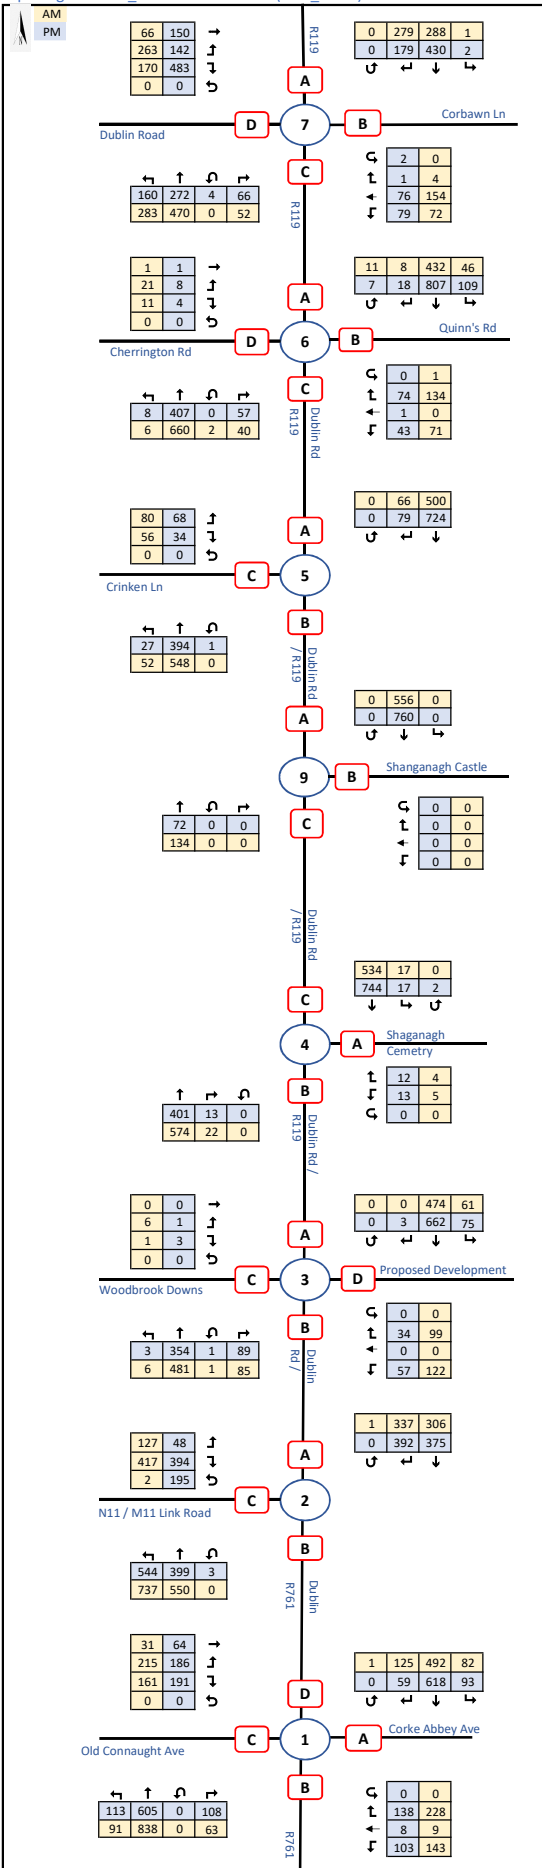 AM
PM
R119
66 150 →
263 142 ↑
170 483 ↴
0 0 ⮌
0 279 288 1
0 179 430 2
A
D 7 B
Dublin Road
Corbawn Ln
C
R119
160 272 4 66
283 470 0 52
2 0
1 4
76 154
79 72
1 1
21 8
11 4
0 0
11 8 432 46
7 18 807 109
A
D 6 B
Cherrington Rd
Quinn's Rd
C
R119
Dublin Rd
8 407 0 57
6 660 2 40
0 1
74 134
1 0
43 71
80 68
56 34
0 0
0 66 500
0 79 724
A
C 5
Crinken Ln
B
Dublin Rd
/ R119
27 394 1
52 548 0
0 556 0
0 760 0
A
9 B
Shanganagh Castle
C
72 0 0
134 0 0
0 0
0 0
0 0
0 0
Dublin Rd
/ R119
534 17 0
744 17 2
C
4 A
Shaganagh
Cemetry
B
Dublin Rd /
R119
401 13 0
574 22 0
12 4
13 5
0 0
0 0
6 1
1 3
0 0
0 0 474 61
0 3 662 75
A
C 3 D
Woodbrook Downs
Proposed Development
B
Dublin
Rd /
3 354 1 89
6 481 1 85
0 0
34 99
0 0
57 122
127 48
417 394
2 195
1 337 306
0 392 375
A
C 2
N11 / M11 Link Road
B
Dublin
R761
544 399 3
737 550 0
31 64
215 186
161 191
0 0
1 125 492 82
0 59 618 93
D
C 1 A
Old Connaught Ave
Corke Abbey Ave
B
R761
113 605 0 108
91 838 0 63
0 0
138 228
8 9
103 143